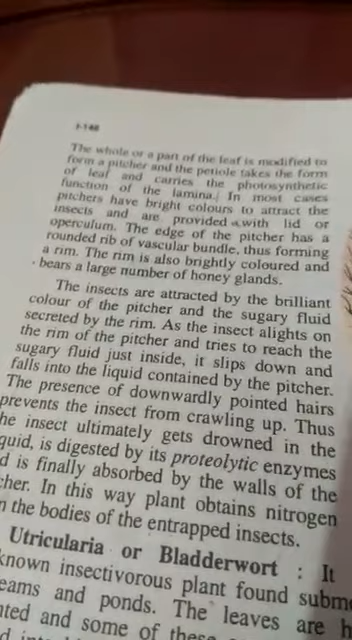 I-148
The whole or a part of the leaf is modified to
form a pitcher and the petiole takes the form
of leaf and carries the photosynthetic
function of the lamina. In most cases
pitchers have bright colours to attract the
insects and are provided with lid or
operculum. The edge of the pitcher has a
rounded rib of vascular bundle, thus forming
a rim. The rim is also brightly coloured and
bears a large number of honey glands.
The insects are attracted by the brilliant
colour of the pitcher and the sugary fluid
secreted by the rim. As the insect alights on
the rim of the pitcher and tries to reach the
sugary fluid just inside, it slips down and
falls into the liquid contained by the pitcher.
The presence of downwardly pointed hairs
prevents the insect from crawling up. Thus
he insect ultimately gets drowned in the
quid, is digested by its proteolytic enzymes
d is finally absorbed by the walls of the
cher. In this way plant obtains nitrogen
n the bodies of the entrapped insects.
Utricularia or Bladderwort : It
known insectivorous plant found subme
eams and ponds. The leaves are h
nted and some of these